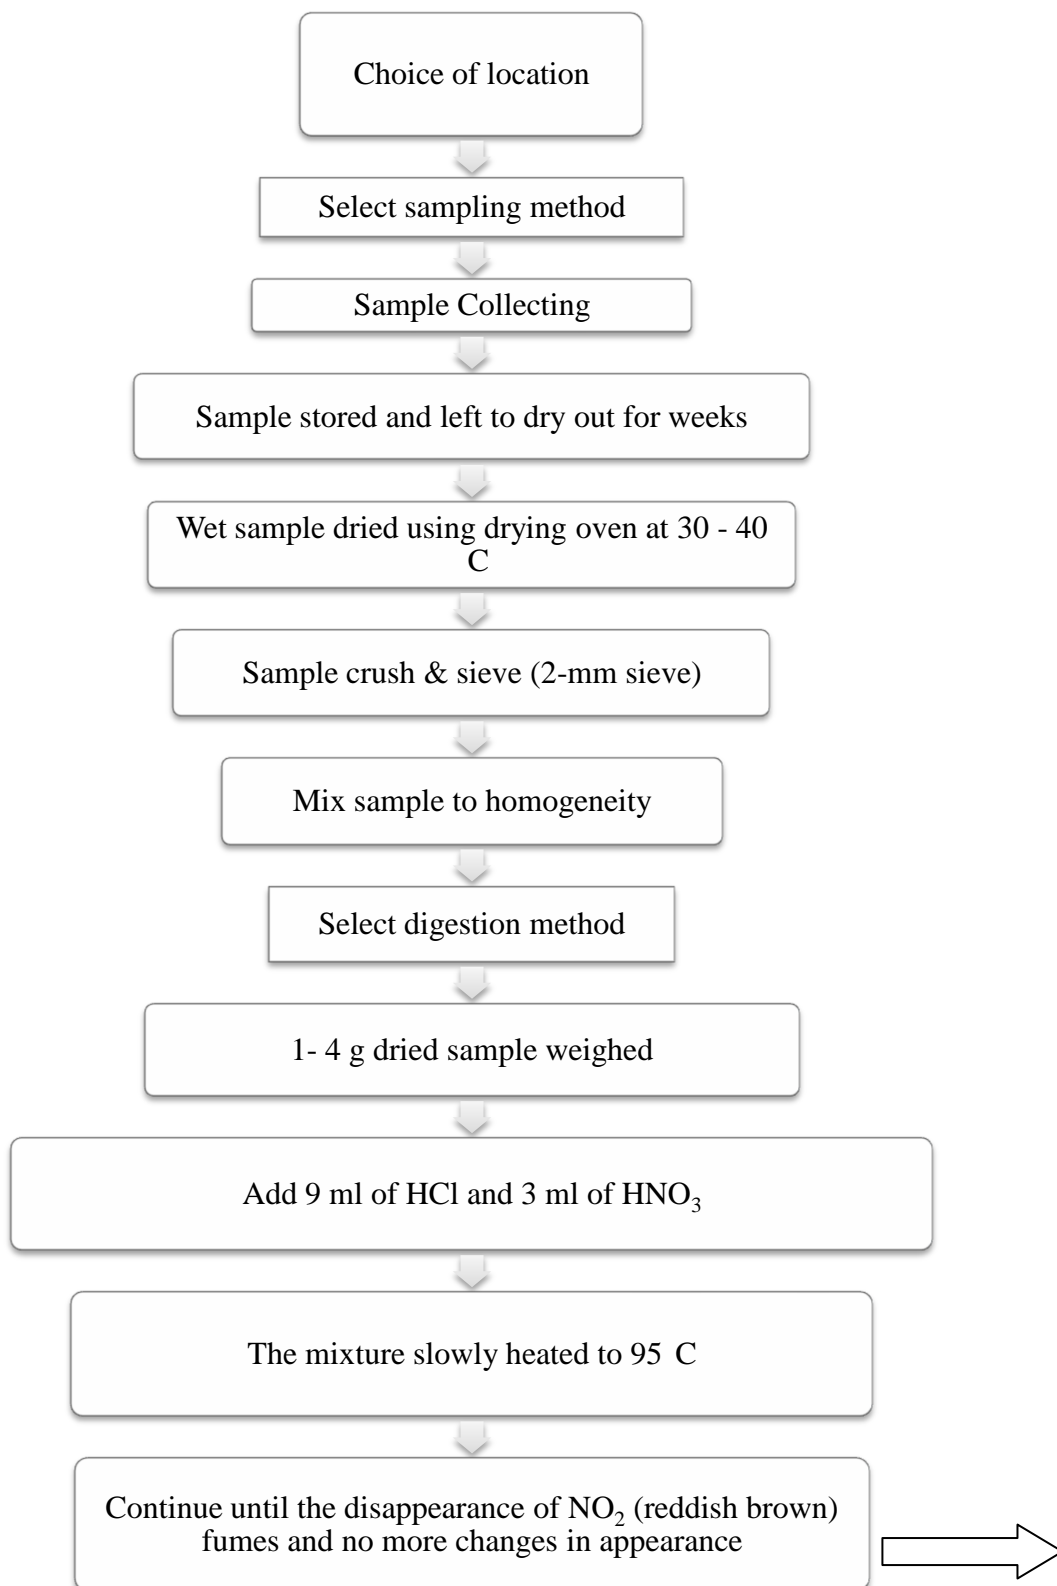 Choice of location
Select sampling method
Sample Collecting
Sample stored and left to dry out for weeks
Wet sample dried using drying oven at 30 - 40
C
Sample crush & sieve (2-mm sieve)
Mix sample to homogeneity
Select digestion method
1- 4 g dried sample weighed
Add 9 ml of HCl and 3 ml of HNO₃
The mixture slowly heated to 95 C
Continue until the disappearance of NO₂ (reddish brown)
fumes and no more changes in appearance